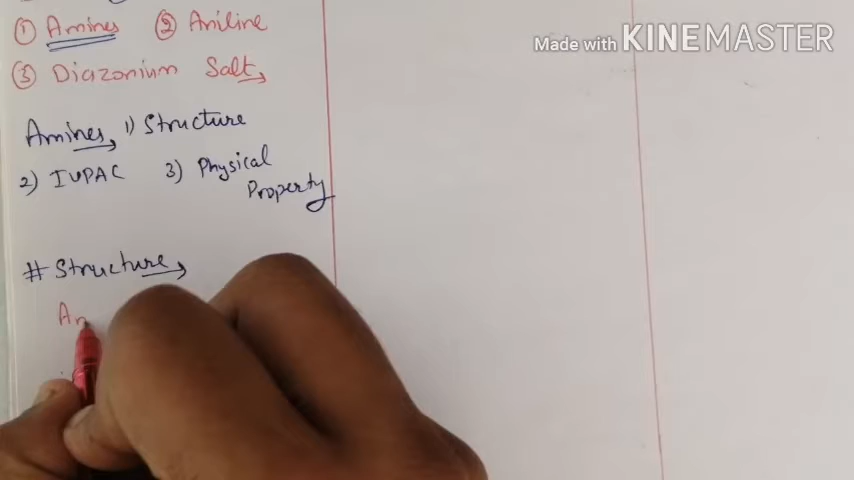 ① Amines ② Aniline
③ Diazonium Salt
Amines, 1) Structure
2) IUPAC 3) Physical
Property
# Structure
Am
Made with KINEMASTER